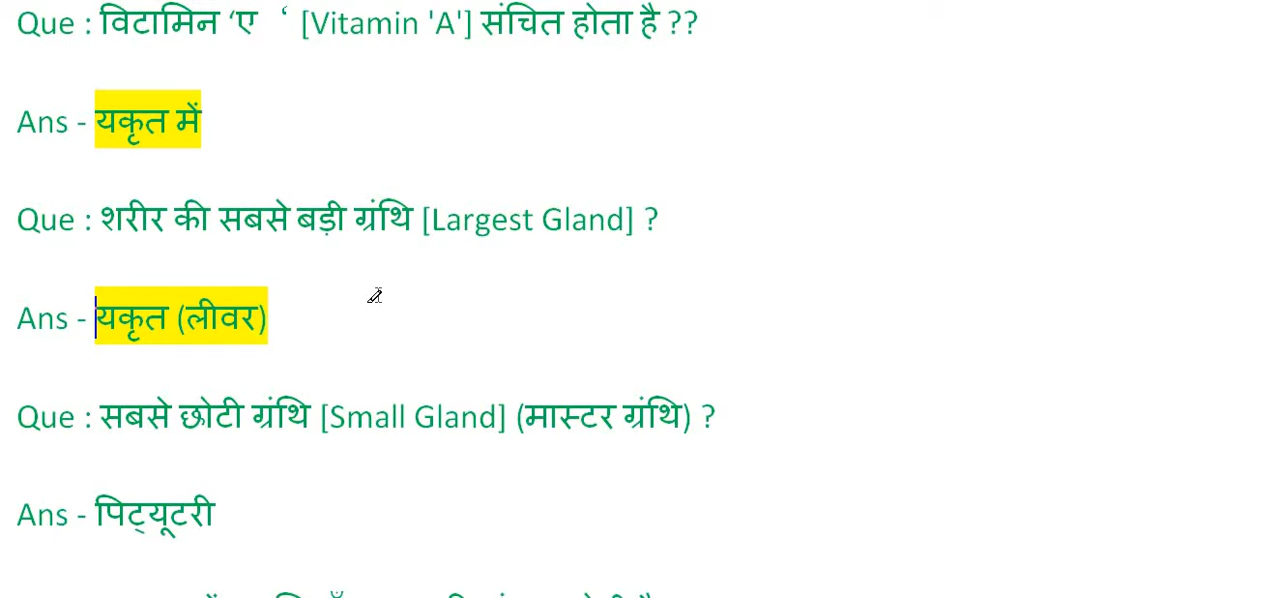 Que : विटामिन ‘ए ‘ [Vitamin 'A'] संचित होता है ??
Ans - यकृत में
Que : शरीर की सबसे बड़ी ग्रंथि [Largest Gland] ?
Ans - यकृत (लीवर)
Que : सबसे छोटी ग्रंथि [Small Gland] (मास्टर ग्रंथि) ?
Ans - पिट्यूटरी